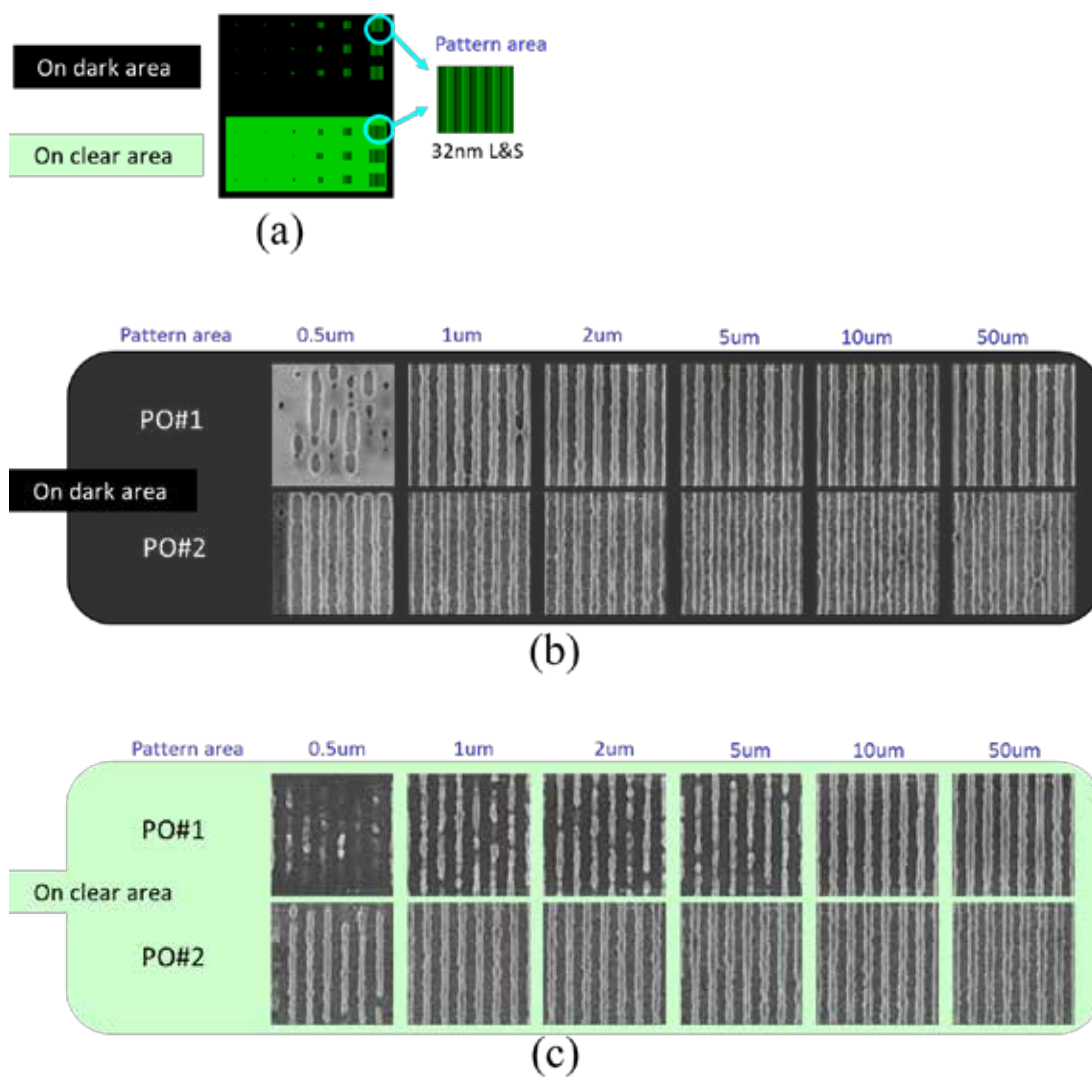 On dark area
Pattern area
On clear area
32nm L&S
(a)
Pattern area 0.5um 1um 2um 5um 10um 50um
PO#1
On dark area
PO#2
(b)
Pattern area 0.5um 1um 2um 5um 10um 50um
PO#1
On clear area
PO#2
(c)